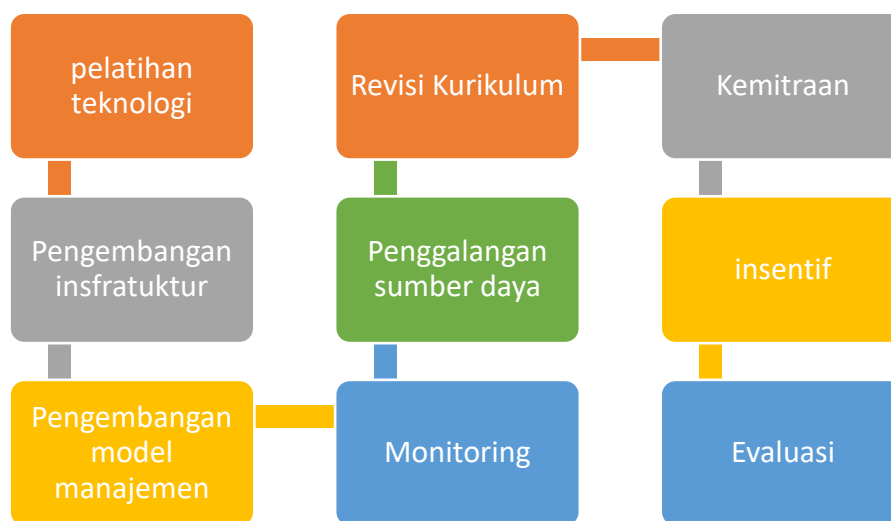 pelatihan
teknologi
Pengembangan
insfratuktur
Pengembangan
model
manajemen
Monitoring
Penggalangan
sumber daya
Revisi Kurikulum
Kemitraan
insentif
Evaluasi